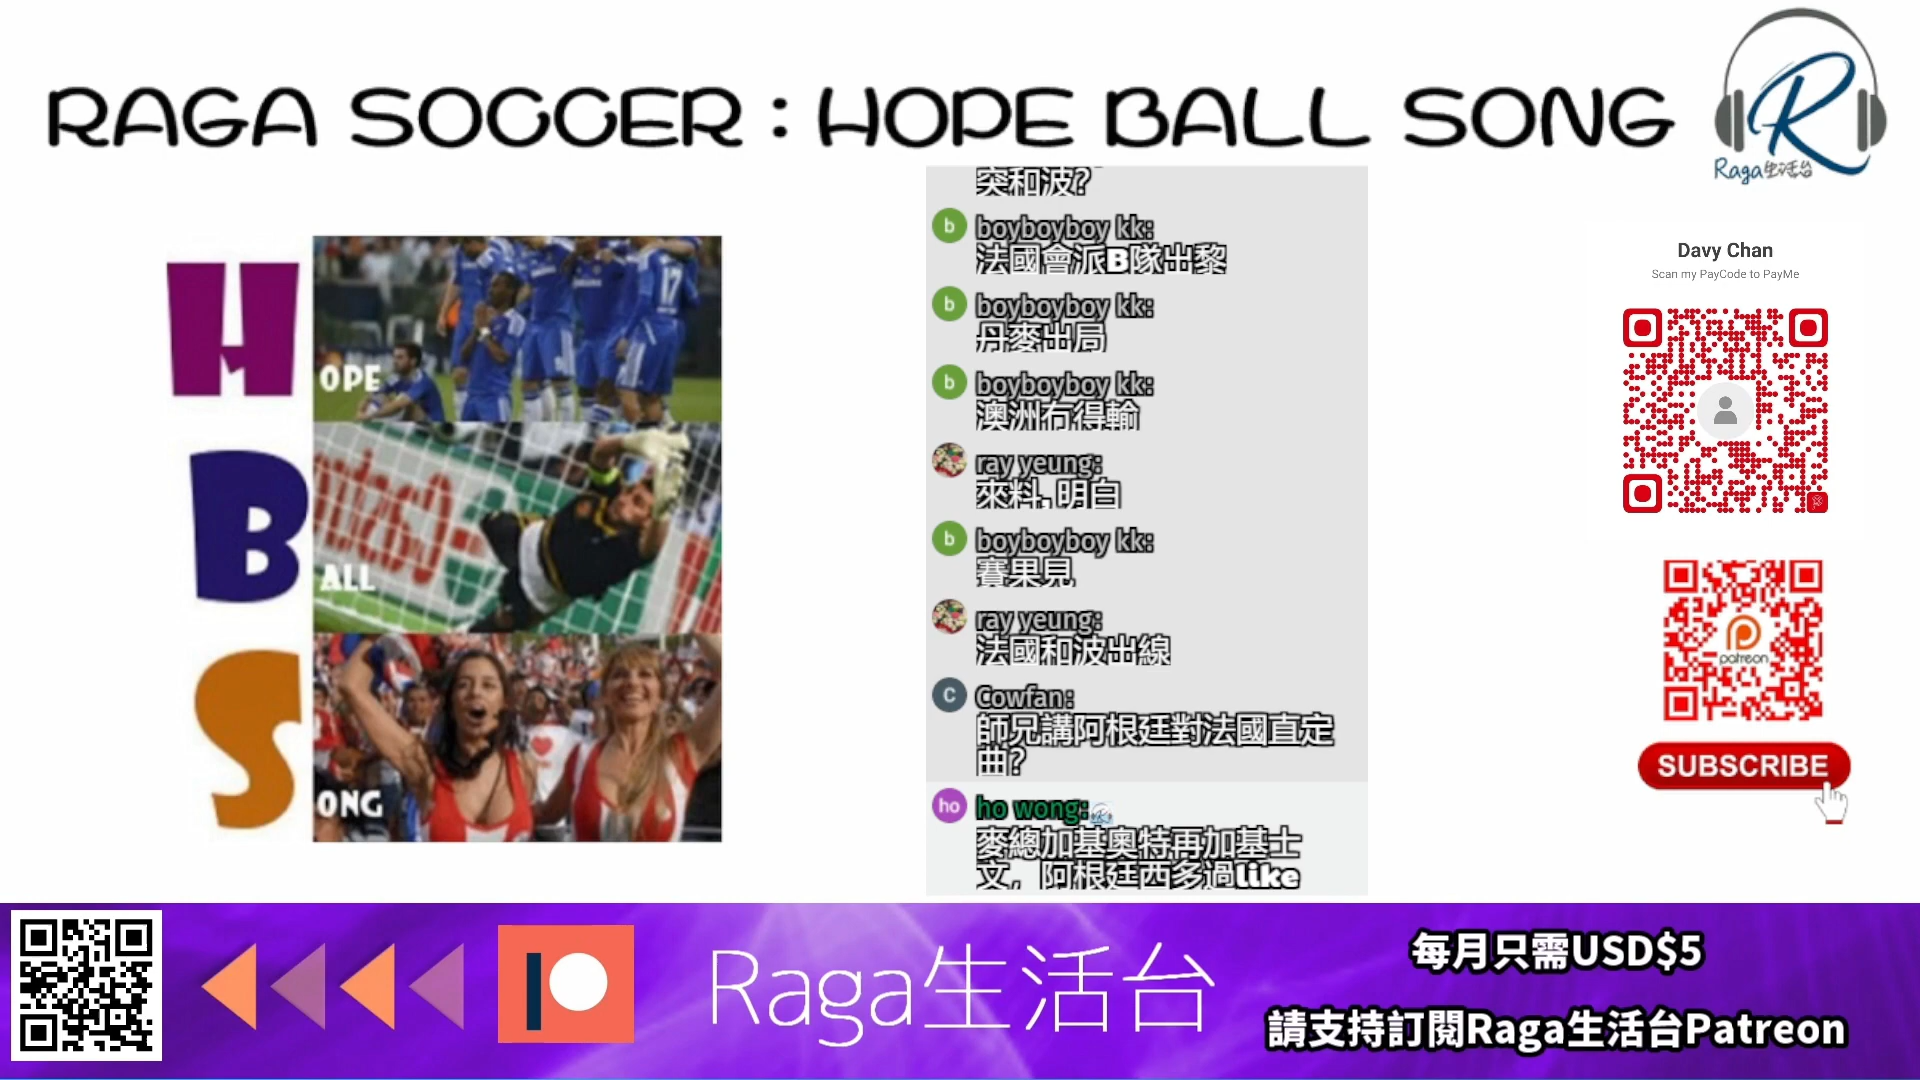 RAGA SOCCER : HOPE BALL SONG
R
Raga生活台
H
OPE
B
ALL
S
ONG
17
突和波?
b boyboyboy kk:
法國會派B隊出黎
b boyboyboy kk:
丹麥出局
b boyboyboy kk:
澳洲冇得輸
ray yeung:
來料,明白
b boyboyboy kk:
賽果見
ray yeung:
法國和波出線
C Cowfan:
師兄講阿根廷對法國直定
曲?
ho ho wong:
麥總加基奧特再加基士
文, 阿根廷西多過like
Davy Chan
Scan my PayCode to PayMe
patreon
SUBSCRIBE
Raga生活台
每月只需USD$5
請支持訂閱Raga生活台Patreon